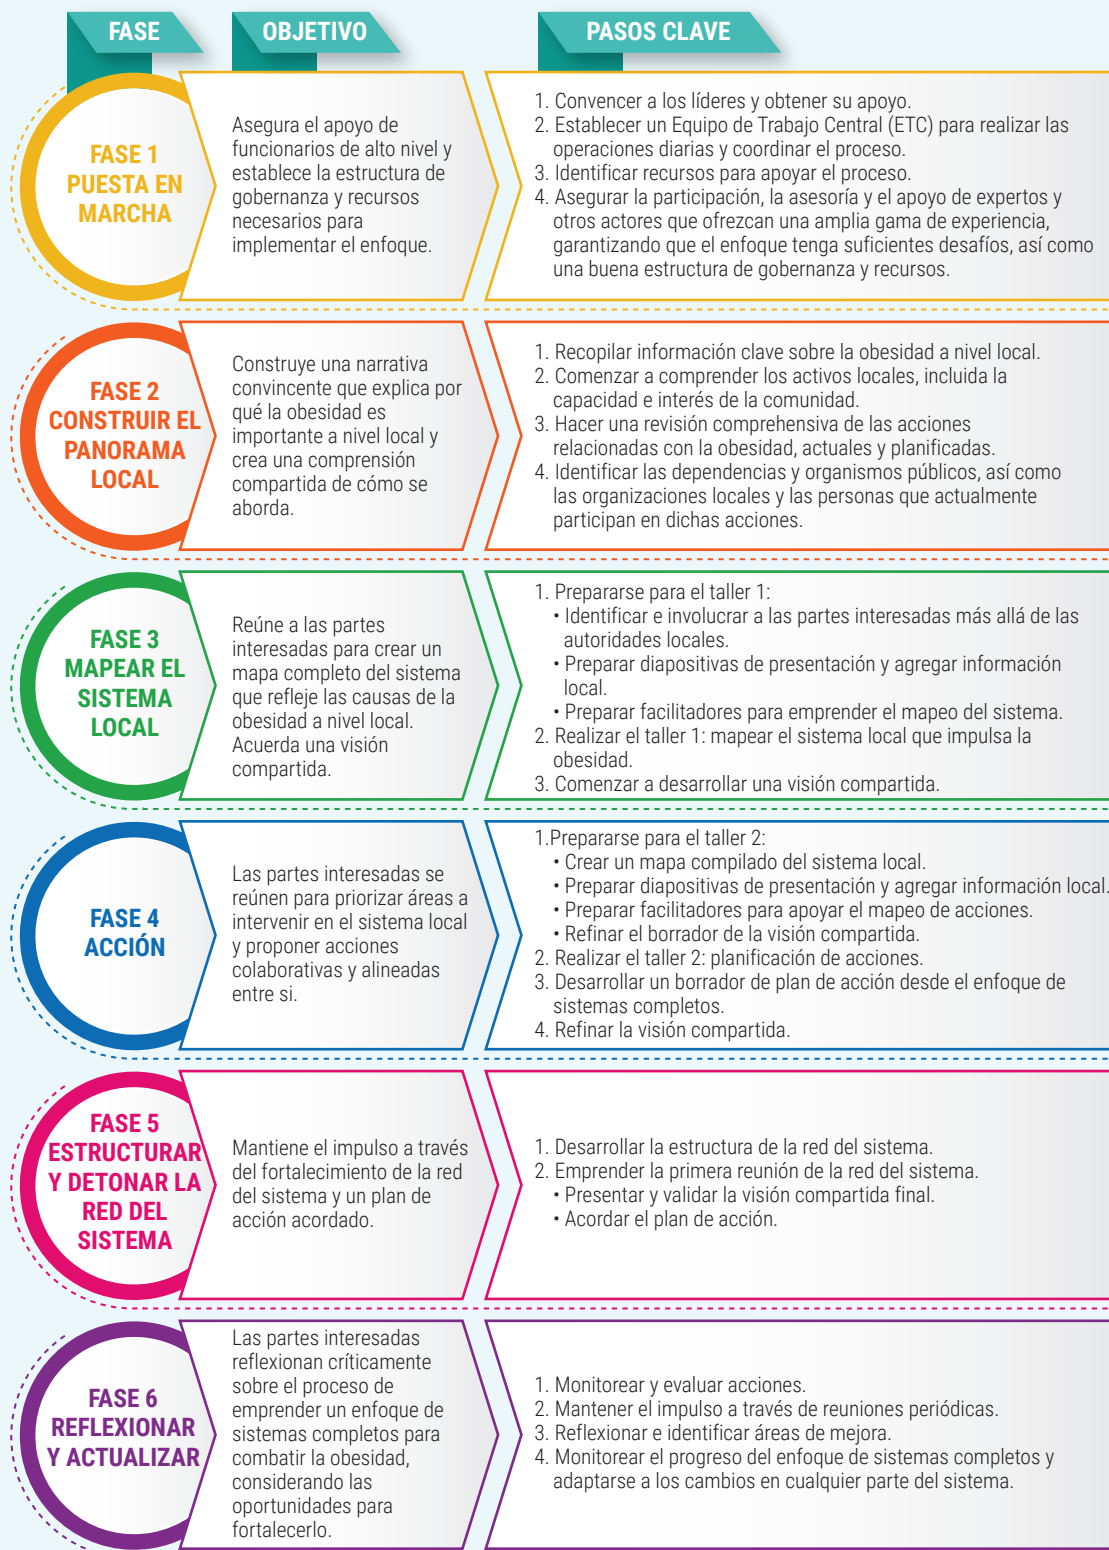 FASE
OBJETIVO
PASOS CLAVE
FASE 1
PUESTA EN
MARCHA
Asegura el apoyo de
funcionarios de alto nivel y
establece la estructura de
gobernanza y recursos
necesarios para
implementar el enfoque.
1. Convencer a los líderes y obtener su apoyo.
2. Establecer un Equipo de Trabajo Central (ETC) para realizar las
operaciones diarias y coordinar el proceso.
3. Identificar recursos para apoyar el proceso.
4. Asegurar la participación, la asesoría y el apoyo de expertos y
otros actores que ofrezcan una amplia gama de experiencia,
garantizando que el enfoque tenga suficientes desafíos, así como
una buena estructura de gobernanza y recursos.
FASE 2
CONSTRUIR EL
PANORAMA
LOCAL
Construye una narrativa
convincente que explica por
qué la obesidad es
importante a nivel local y
crea una comprensión
compartida de cómo se
aborda.
1. Recopilar información clave sobre la obesidad a nivel local.
2. Comenzar a comprender los activos locales, incluida la
capacidad e interés de la comunidad.
3. Hacer una revisión comprehensiva de las acciones
relacionadas con la obesidad, actuales y planificadas.
4. Identificar las dependencias y organismos públicos, así como
las organizaciones locales y las personas que actualmente
participan en dichas acciones.
FASE 3
MAPEAR EL
SISTEMA
LOCAL
Reúne a las partes
interesadas para crear un
mapa completo del sistema
que refleje las causas de la
obesidad a nivel local.
Acuerda una visión
compartida.
1. Prepararse para el taller 1:
• Identificar e involucrar a las partes interesadas más allá de las
autoridades locales.
• Preparar diapositivas de presentación y agregar información
local.
• Preparar facilitadores para emprender el mapeo del sistema.
2. Realizar el taller 1: mapear el sistema local que impulsa la
obesidad.
3. Comenzar a desarrollar una visión compartida.
FASE 4
ACCIÓN
Las partes interesadas se
reúnen para priorizar áreas a
intervenir en el sistema local
y proponer acciones
colaborativas y alineadas
entre si.
1.Prepararse para el taller 2:
• Crear un mapa compilado del sistema local.
• Preparar diapositivas de presentación y agregar información local.
• Preparar facilitadores para apoyar el mapeo de acciones.
• Refinar el borrador de la visión compartida.
2. Realizar el taller 2: planificación de acciones.
3. Desarrollar un borrador de plan de acción desde el enfoque de
sistemas completos.
4. Refinar la visión compartida.
FASE 5
ESTRUCTURAR
Y DETONAR LA
RED DEL
SISTEMA
Mantiene el impulso a través
del fortalecimiento de la red
del sistema y un plan de
acción acordado.
1. Desarrollar la estructura de la red del sistema.
2. Emprender la primera reunión de la red del sistema.
• Presentar y validar la visión compartida final.
• Acordar el plan de acción.
FASE 6
REFLEXIONAR
Y ACTUALIZAR
Las partes interesadas
reflexionan críticamente
sobre el proceso de
emprender un enfoque de
sistemas completos para
combatir la obesidad,
considerando las
oportunidades para
fortalecerlo.
1. Monitorear y evaluar acciones.
2. Mantener el impulso a través de reuniones periódicas.
3. Reflexionar e identificar áreas de mejora.
4. Monitorear el progreso del enfoque de sistemas completos y
adaptarse a los cambios en cualquier parte del sistema.